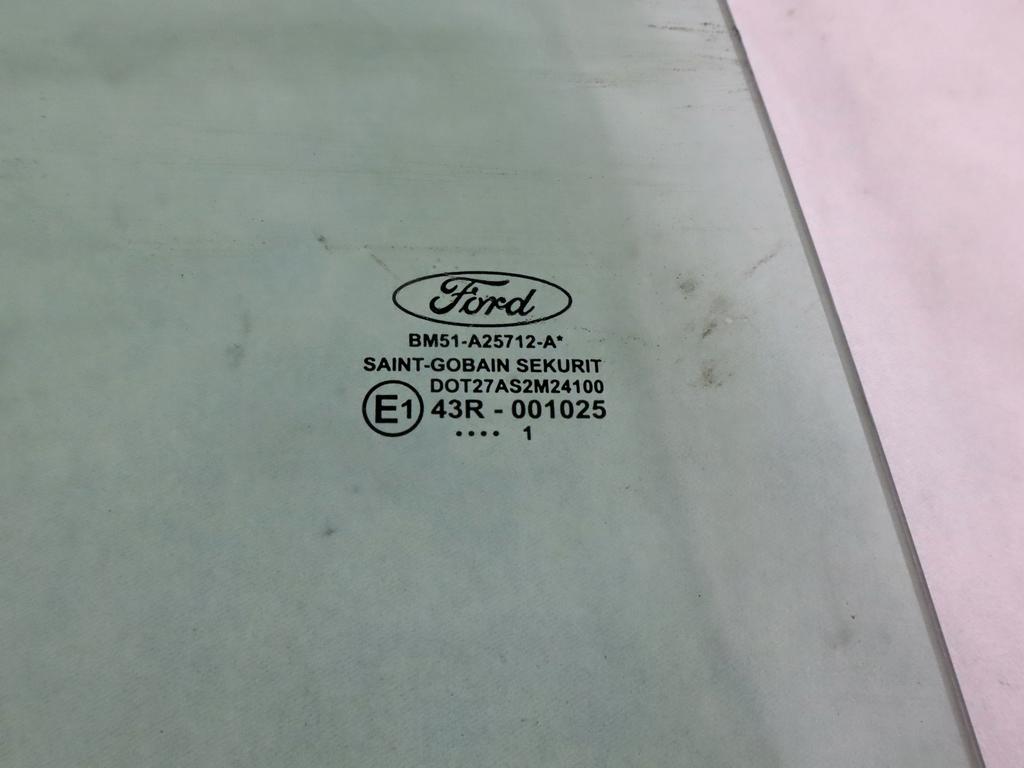 Ford
BM51-A25712-A*
SAINT-GOBAIN SEKURIT
DOT27AS2M24100
E1 43R - 001025
.... 1